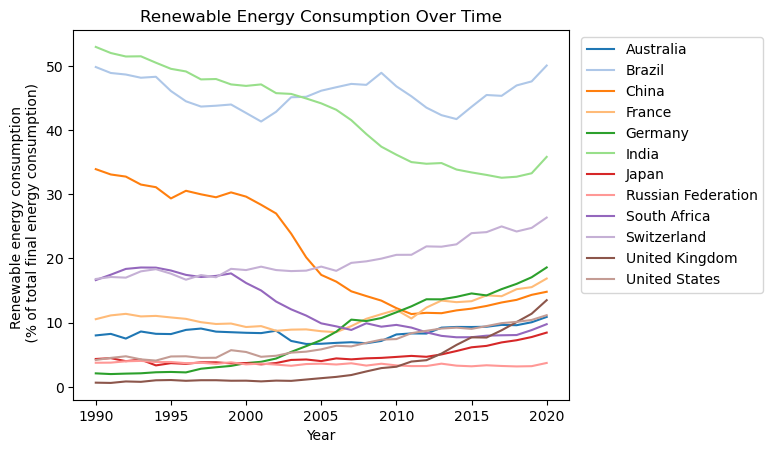 Renewable Energy Consumption Over Time
Renewable energy consumption
(% of total final energy consumption)
50
40
30
20
10
0
1990
1995
2000
2005
2010
2015
2020
Year
Australia
Brazil
China
France
Germany
India
Japan
Russian Federation
South Africa
Switzerland
United Kingdom
United States